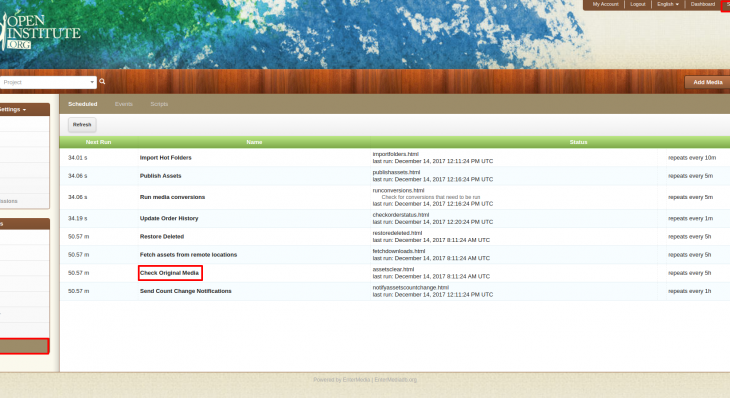 OPEN
INSTITUTE
.ORG
My Account
Logout
English
Dashboard
Project
Add Media
Settings
Scheduled
Events
Scripts
Refresh
Next Run
Name
Status
34.01 s
Import Hot Folders
importfolders.html
last run: December 14, 2017 12:11:24 PM UTC
repeats every 10m
34.06 s
Publish Assets
publishassets.html
last run: December 14, 2017 12:16:24 PM UTC
repeats every 5m
34.06 s
Run media conversions
runconversions.html
Check for conversions that need to be run
last run: December 14, 2017 12:16:24 PM UTC
repeats every 5m
34.19 s
Update Order History
checkorderstatus.html
last run: December 14, 2017 12:20:24 PM UTC
repeats every 1m
50.57 m
Restore Deleted
restoredeleted.html
last run: December 14, 2017 8:11:24 AM UTC
repeats every 5h
50.57 m
Fetch assets from remote locations
fetchdownloads.html
last run: December 14, 2017 8:11:24 AM UTC
repeats every 5h
50.57 m
Check Original Media
assetsclear.html
last run: December 14, 2017 8:11:24 AM UTC
repeats every 5h
50.57 m
Send Count Change Notifications
notifyassetscountchange.html
last run: December 14, 2017 12:11:24 PM UTC
repeats every 1h
Powered by EnterMedia | EnterMediadb.org